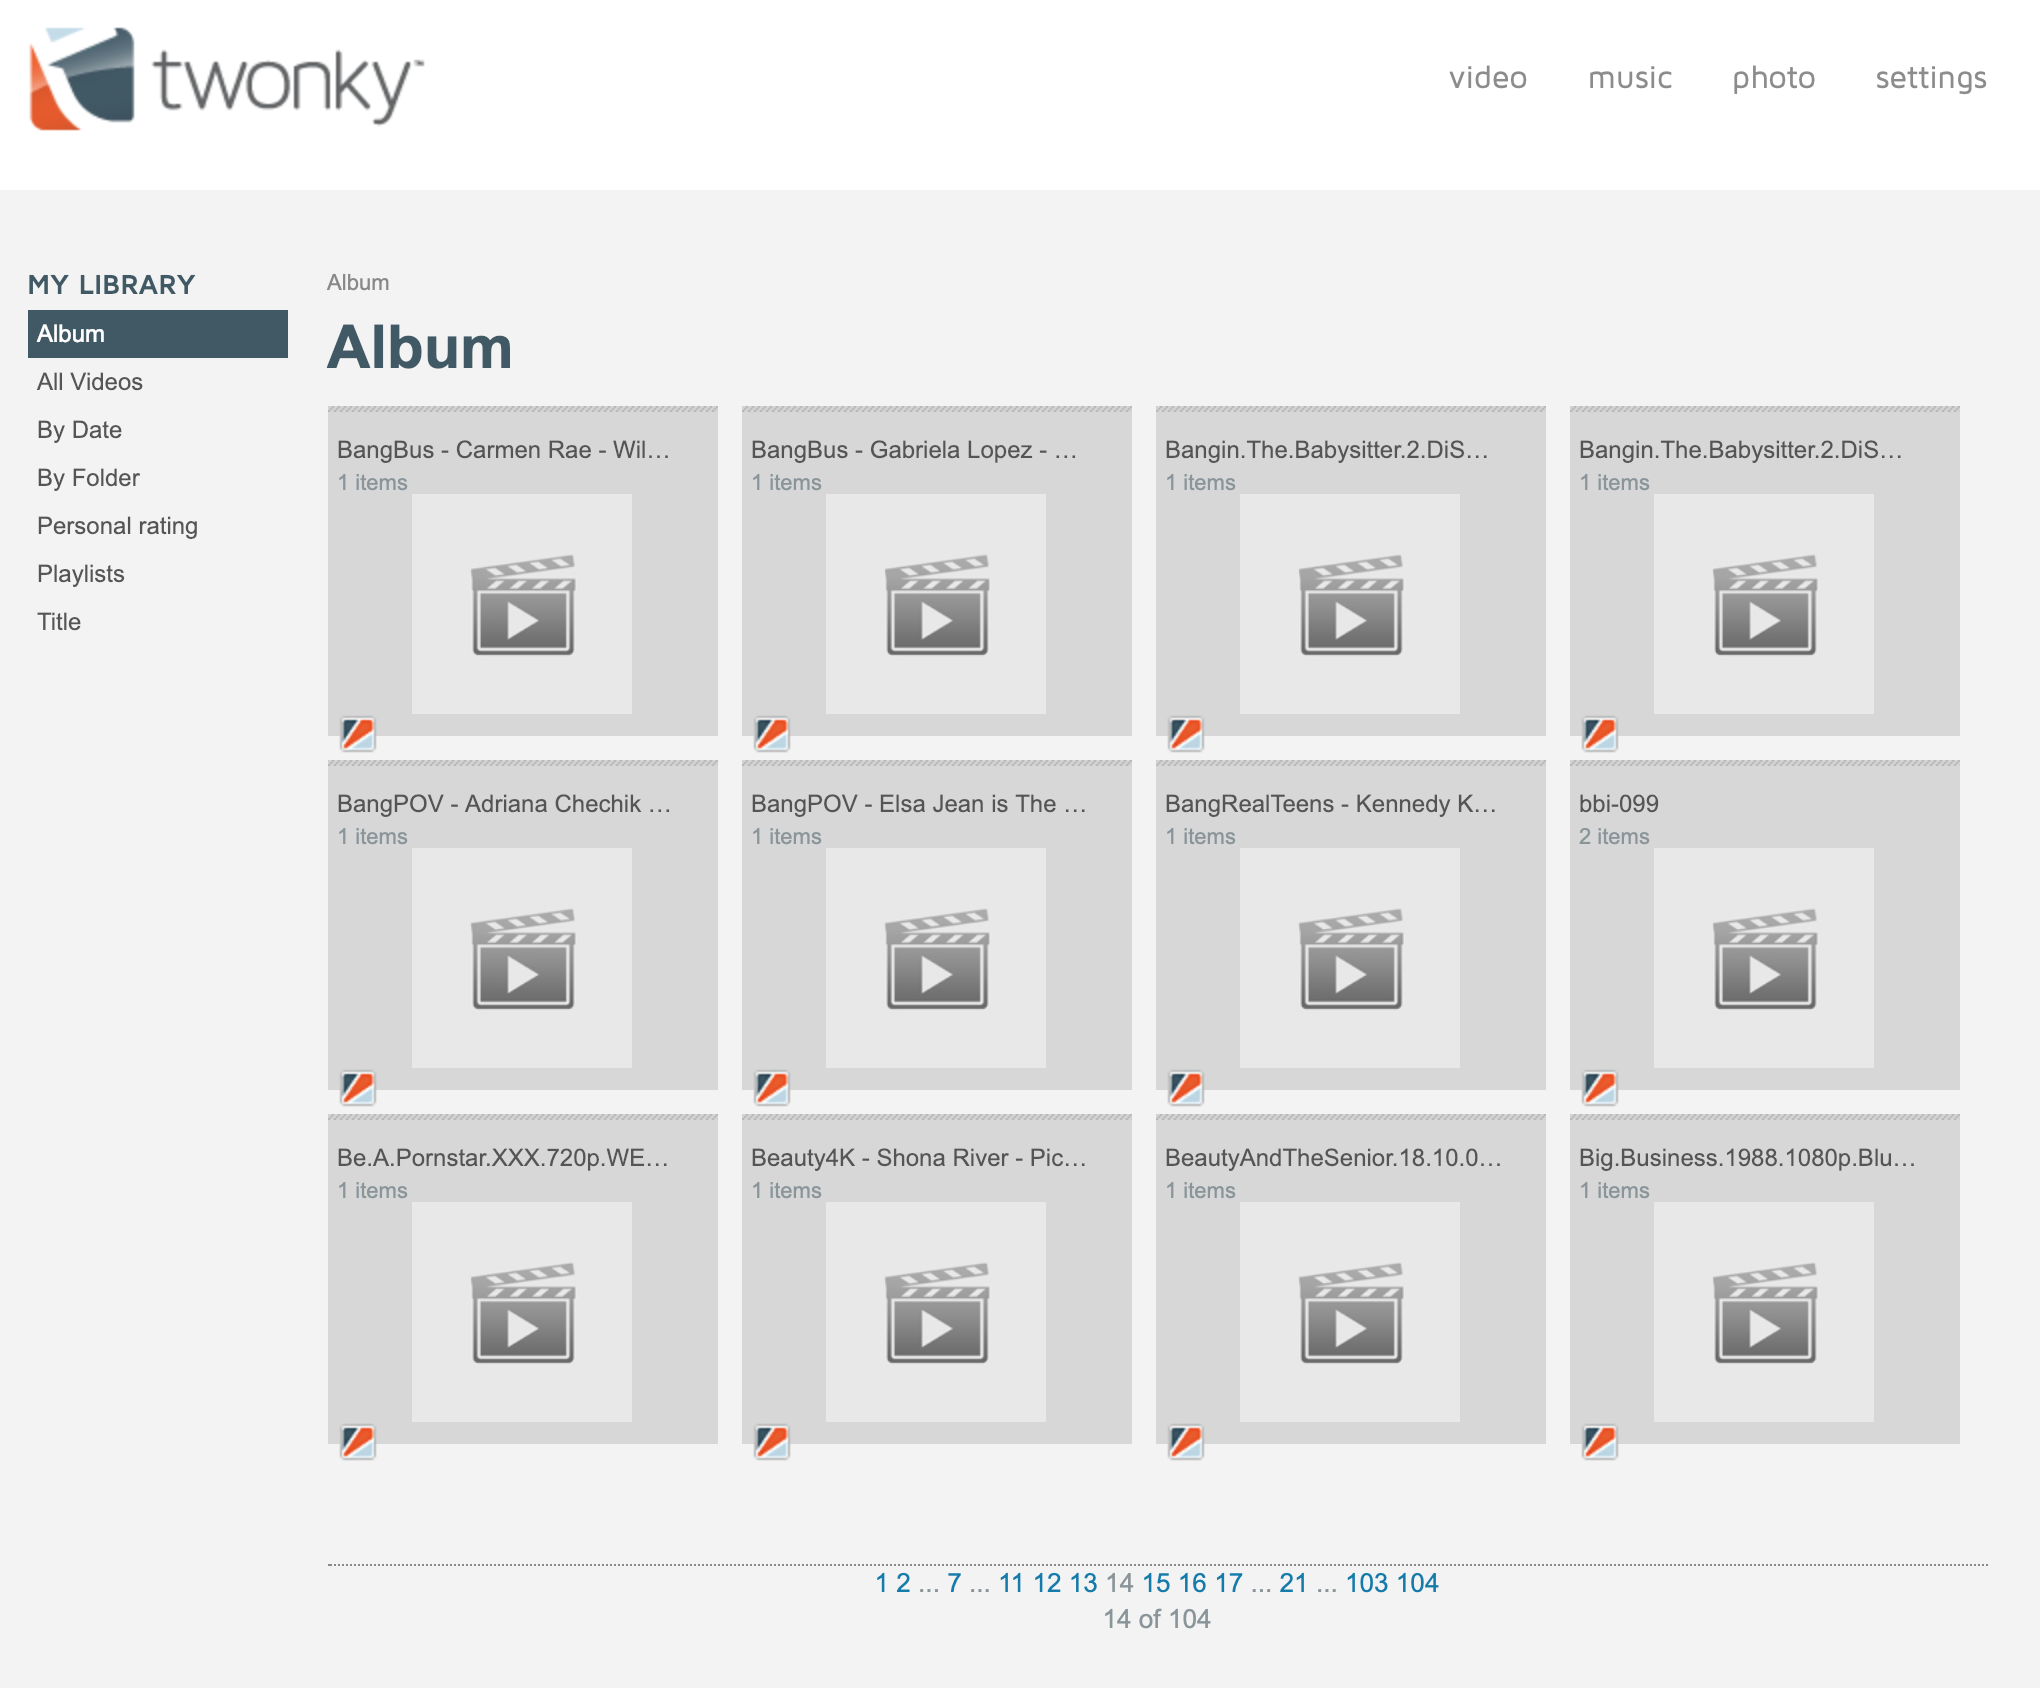 twonky™
video music photo settings
MY LIBRARY
Album
All Videos
By Date
By Folder
Personal rating
Playlists
Title
Album
Album
BangBus - Carmen Rae - Wil…
1 items
BangBus - Gabriela Lopez - …
1 items
Bangin.The.Babysitter.2.DiS…
1 items
Bangin.The.Babysitter.2.DiS…
1 items
BangPOV - Adriana Chechik …
1 items
BangPOV - Elsa Jean is The …
1 items
BangRealTeens - Kennedy K…
1 items
bbi-099
2 items
Be.A.Pornstar.XXX.720p.WE…
1 items
Beauty4K - Shona River - Pic…
1 items
BeautyAndTheSenior.18.10.0…
1 items
Big.Business.1988.1080p.Blu…
1 items
1 2 ... 7 ... 11 12 13 14 15 16 17 ... 21 ... 103 104
14 of 104